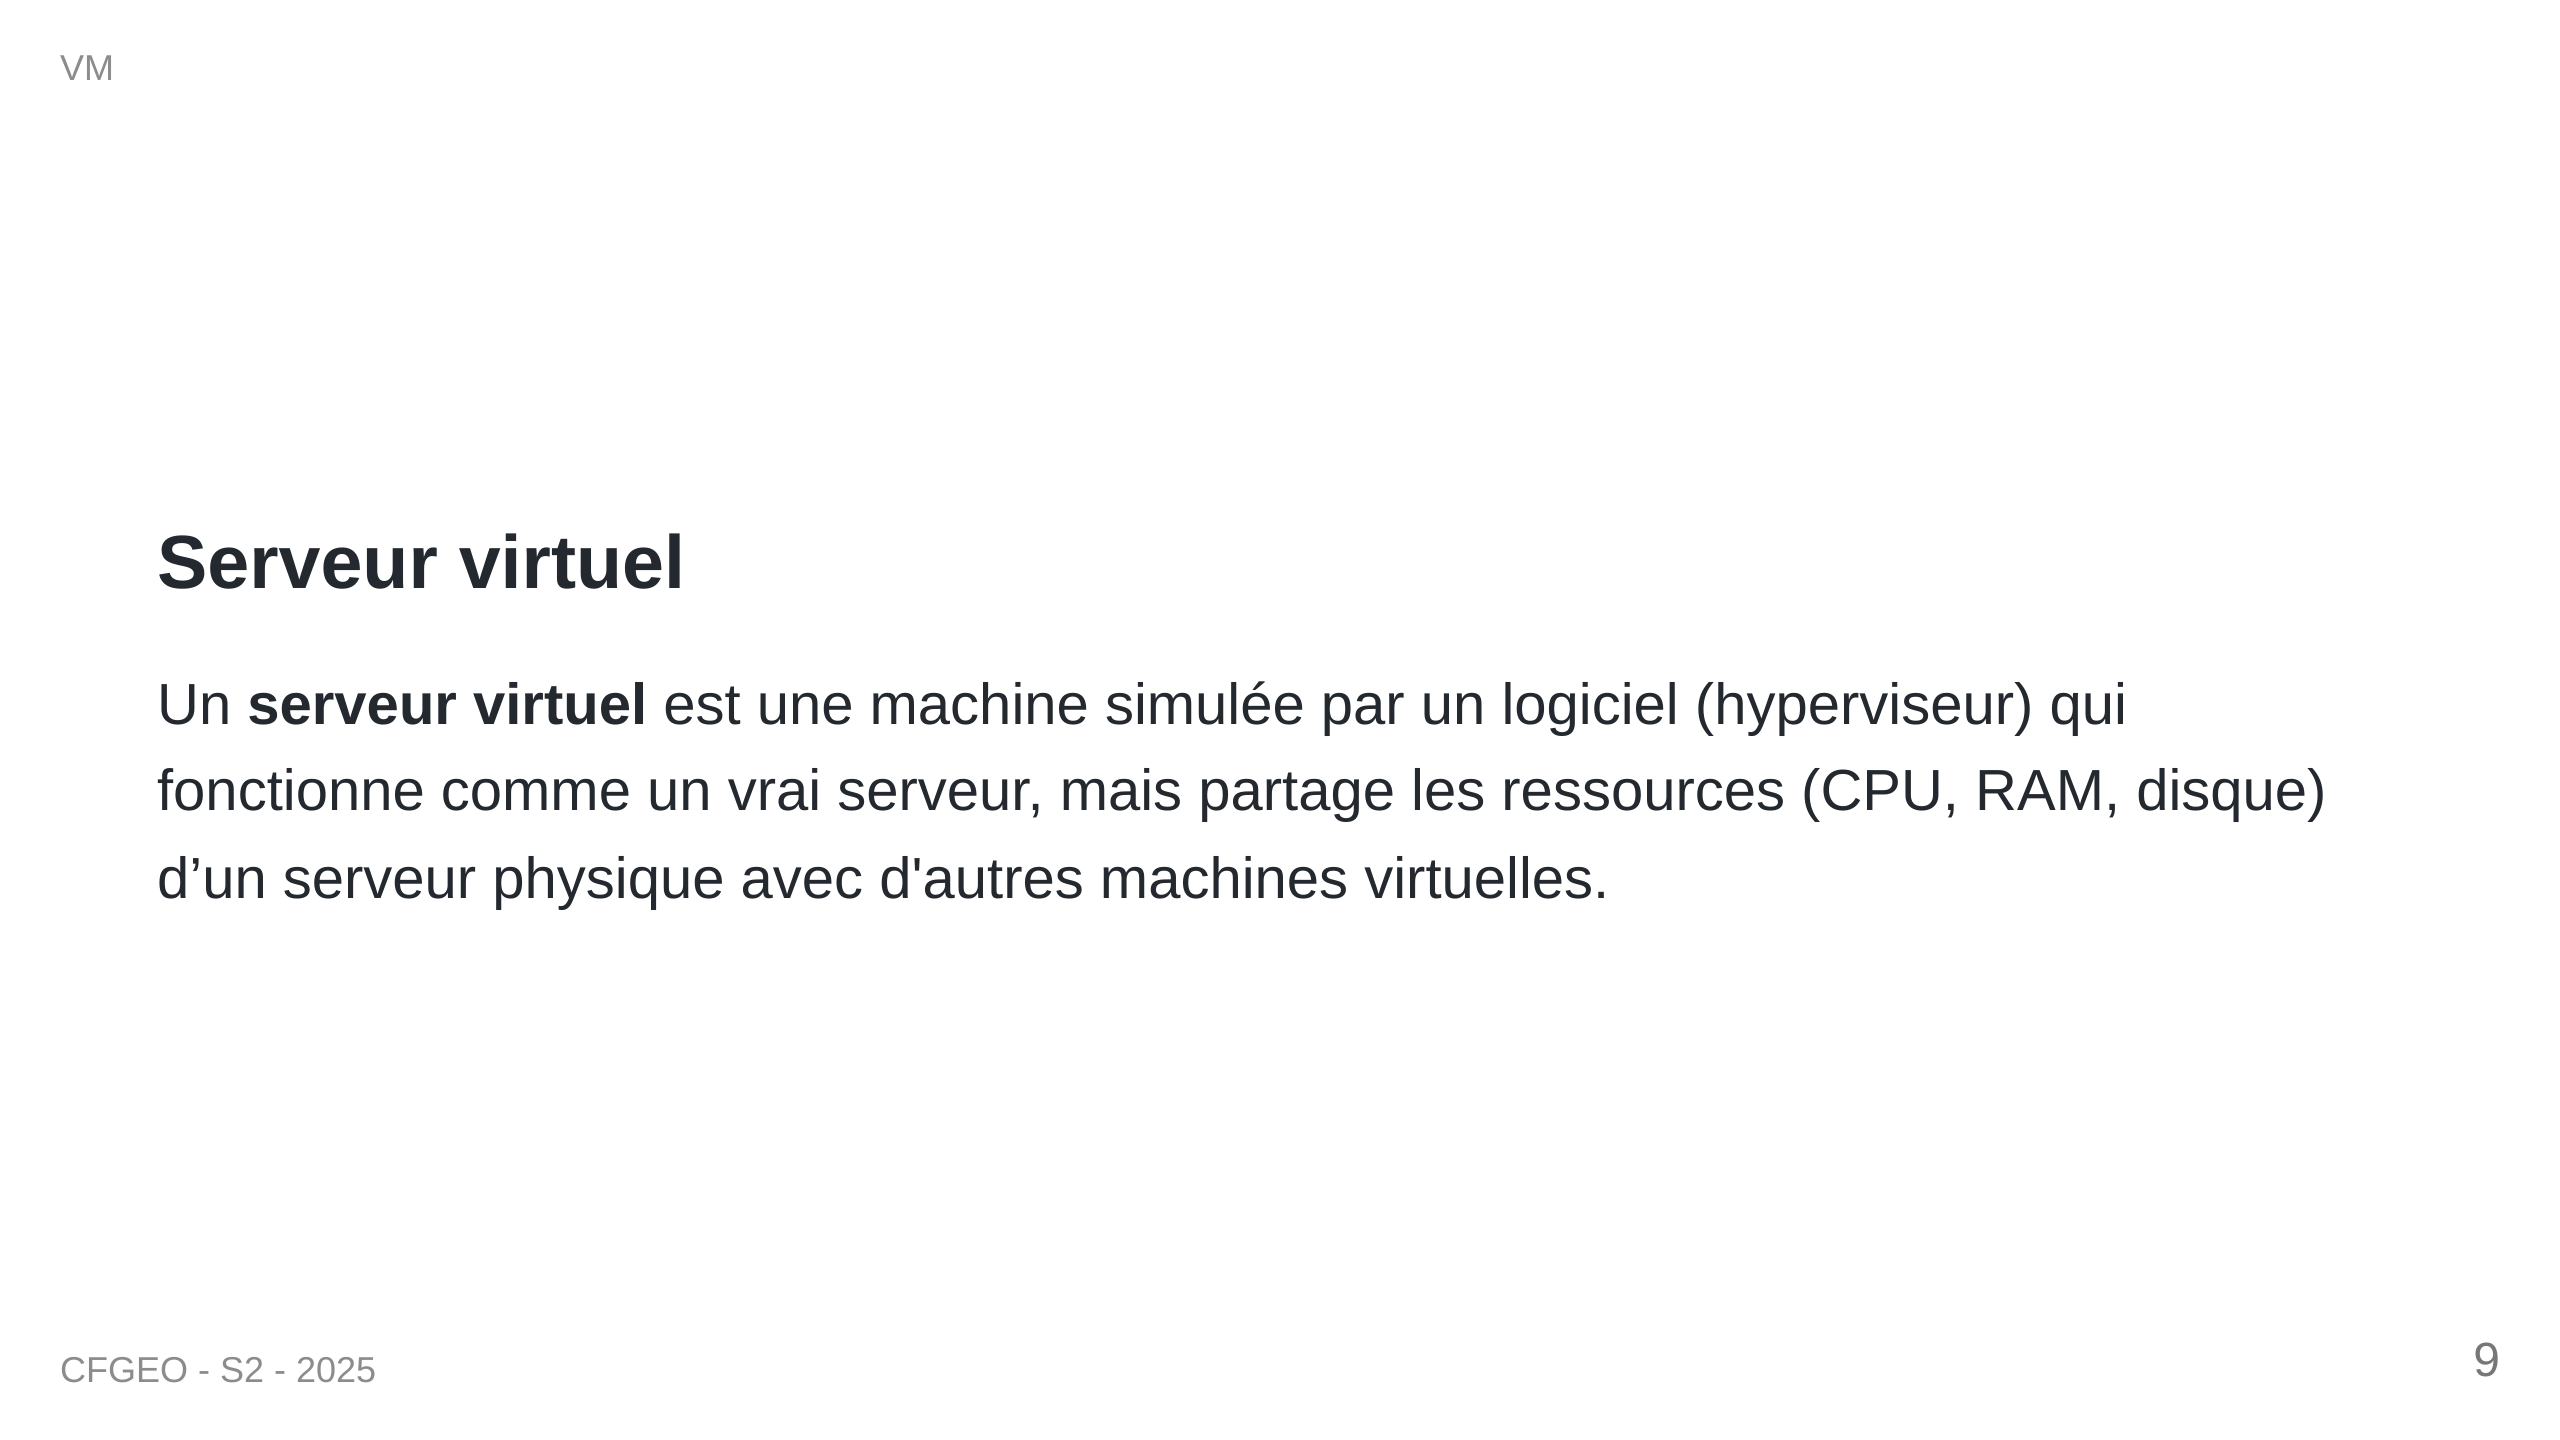 VM
Serveur virtuel
Un serveur virtuel est une machine simulée par un logiciel (hyperviseur) qui
fonctionne comme un vrai serveur, mais partage les ressources (CPU, RAM, disque)
d’un serveur physique avec d'autres machines virtuelles.
CFGEO - S2 - 2025
9